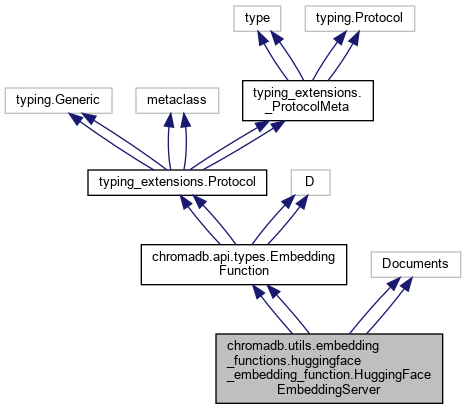 type
typing.Protocol
typing_extensions.
_ProtocolMeta
typing.Generic
metaclass
typing_extensions.Protocol
D
chromadb.api.types.Embedding
Function
Documents
chromadb.utils.embedding
_functions.huggingface
_embedding_function.HuggingFace
EmbeddingServer